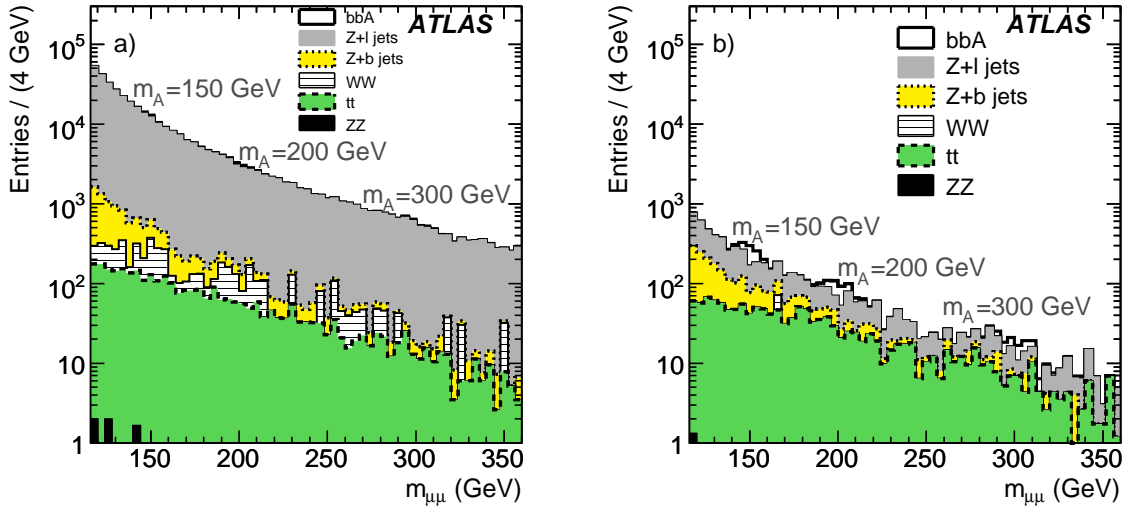 Entries / (4 GeV)
10^5
10^4
10^3
10^2
10
1
a)
ATLAS
bbA
Z+l jets
Z+b jets
WW
tt
ZZ
m_A=150 GeV
m_A=200 GeV
m_A=300 GeV
150 200 250 300 350
m_μμ (GeV)
Entries / (4 GeV)
10^5
10^4
10^3
10^2
10
1
b)
ATLAS
bbA
Z+l jets
Z+b jets
WW
tt
ZZ
m_A=150 GeV
m_A=200 GeV
m_A=300 GeV
150 200 250 300 350
m_μμ (GeV)